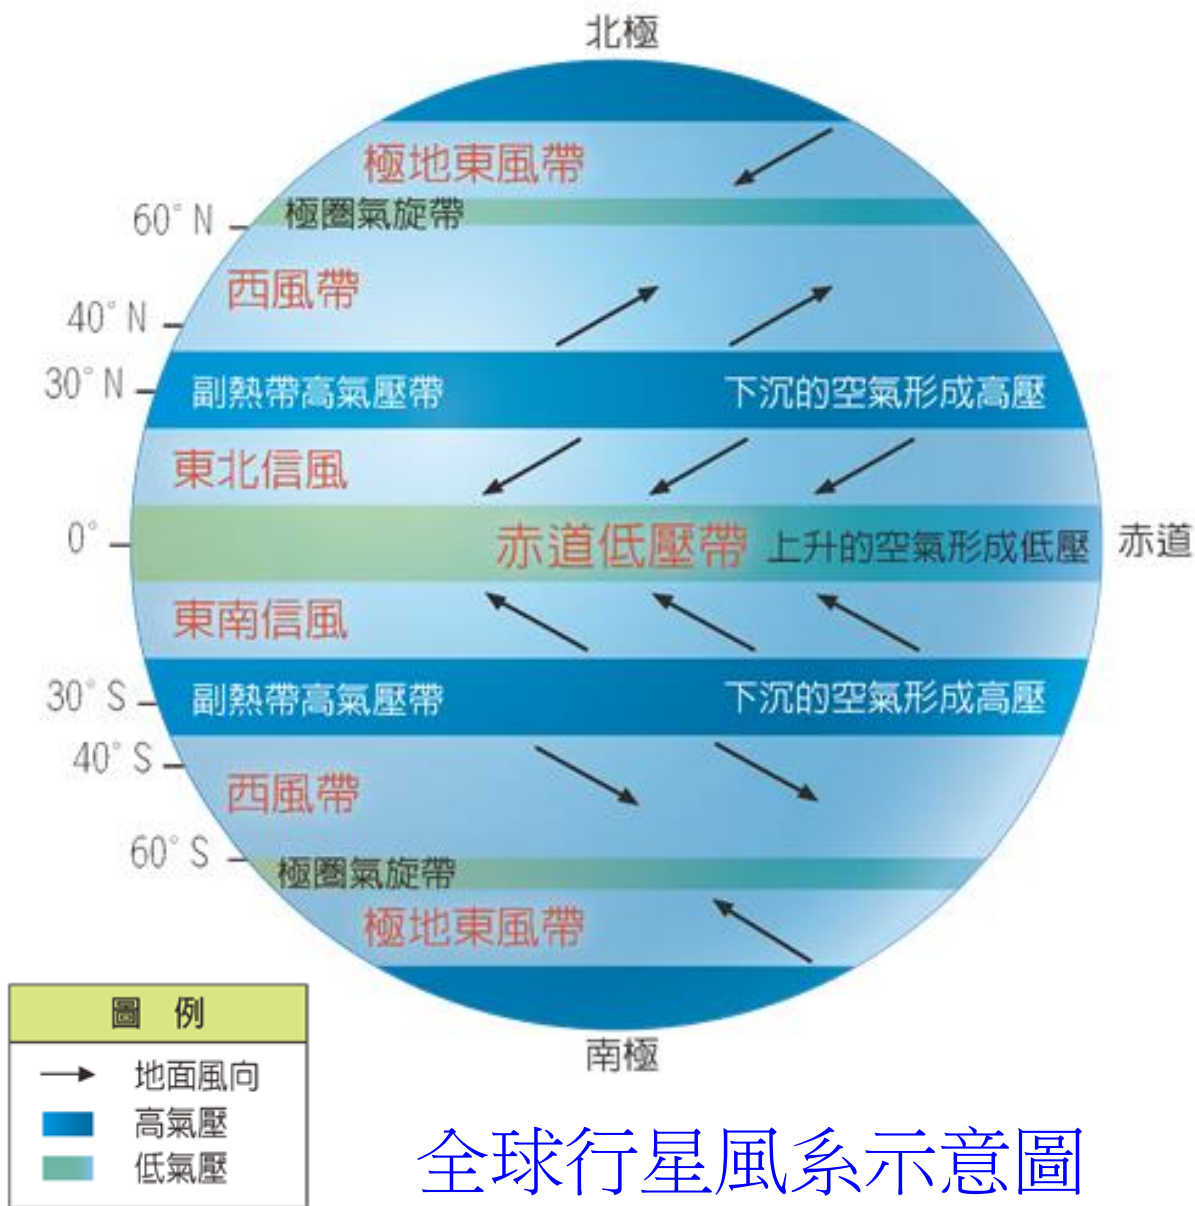 北極
極地東風帶
60° N
極圈氣旋帶
西風帶
40° N
30° N
副熱帶高氣壓帶 下沉的空氣形成高壓
東北信風
0°
赤道低壓帶 上升的空氣形成低壓
赤道
東南信風
30° S
副熱帶高氣壓帶 下沉的空氣形成高壓
40° S
西風帶
60° S
極圈氣旋帶
極地東風帶
南極
圖 例
地面風向
高氣壓
低氣壓
全球行星風系示意圖